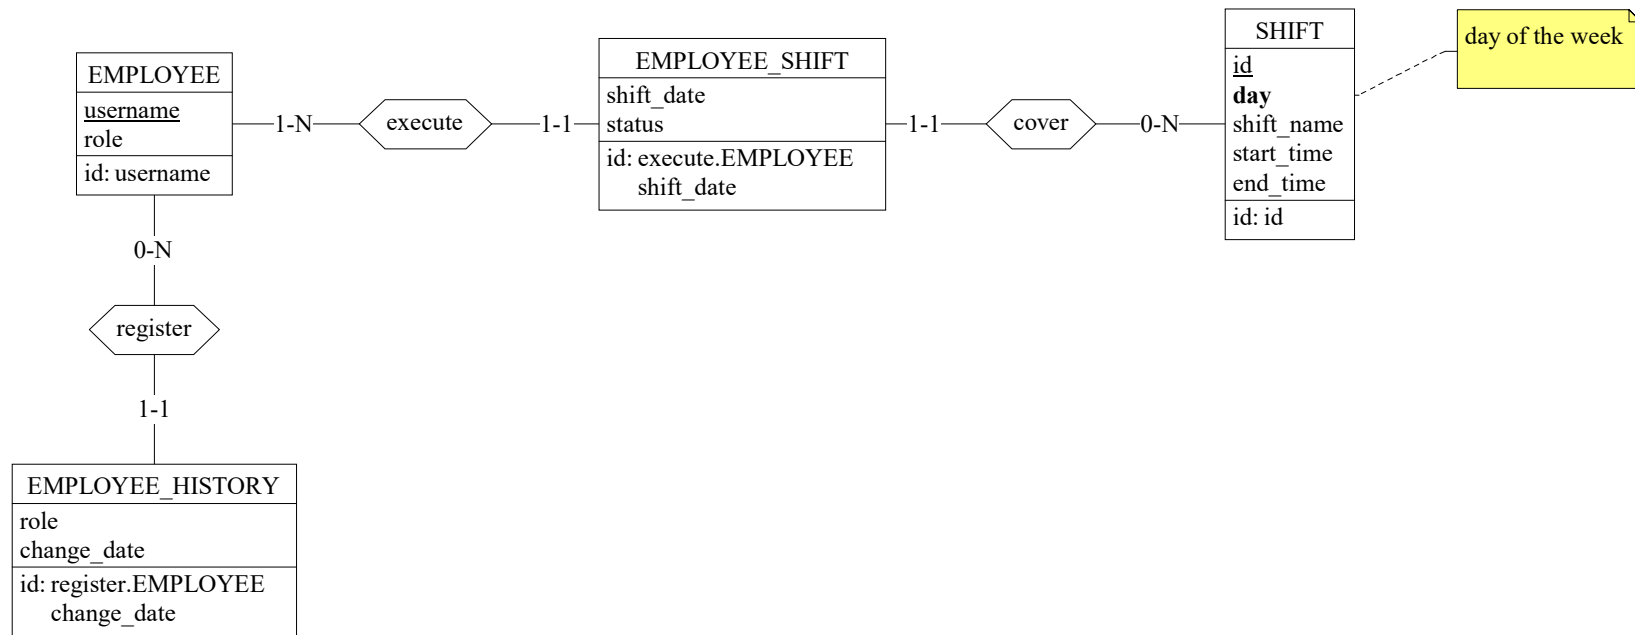 EMPLOYEE
username
role
id: username
1-N
execute
1-1
EMPLOYEE_SHIFT
shift_date
status
id: execute.EMPLOYEE
shift_date
1-1
cover
0-N
SHIFT
id
day
shift_name
start_time
end_time
id: id
day of the week
0-N
register
1-1
EMPLOYEE_HISTORY
role
change_date
id: register.EMPLOYEE
change_date